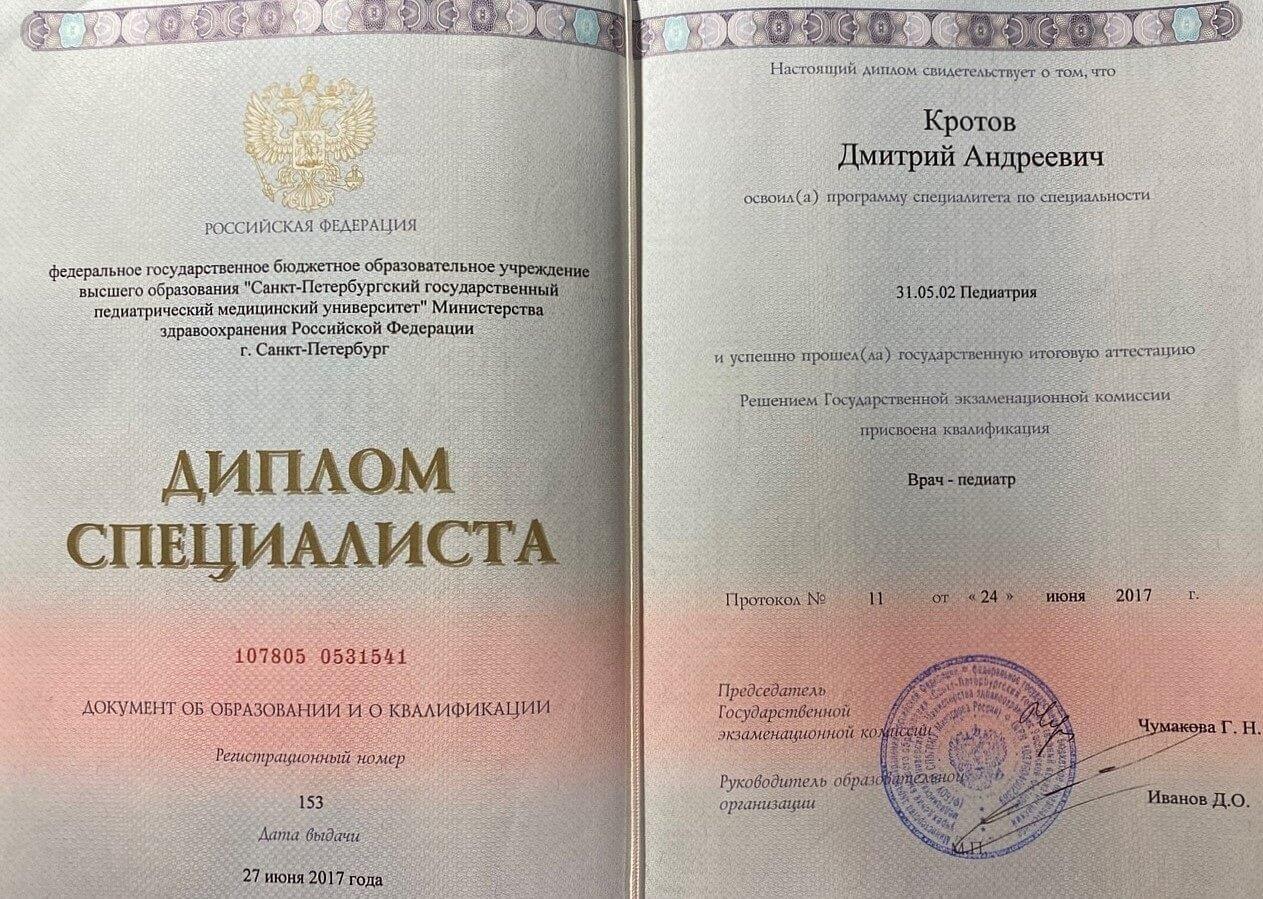 РОССИЙСКАЯ ФЕДЕРАЦИЯ
федеральное государственное бюджетное образовательное учреждение
высшего образования "Санкт-Петербургский государственный
педиатрический медицинский университет" Министерства
здравоохранения Российской Федерации
г. Санкт-Петербург
ДИПЛОМ
СПЕЦИАЛИСТА
107805 0531541
ДОКУМЕНТ ОБ ОБРАЗОВАНИИ И О КВАЛИФИКАЦИИ
Регистрационный номер
153
Дата выдачи
27 июня 2017 года
Настоящий диплом свидетельствует о том, что
Кротов
Дмитрий Андреевич
освоил(а) программу специалитета по специальности
31.05.02 Педиатрия
и успешно прошел(ла) государственную итоговую аттестацию
Решением Государственной экзаменационной комиссии
присвоена квалификация
Врач - педиатр
Протокол № 11 от « 24 » июня 2017 г.
Председатель
Государственной
экзаменационной комиссии
Чумакова Г. Н.
Руководитель образовательной
организации
Иванов Д.О.
М.П.